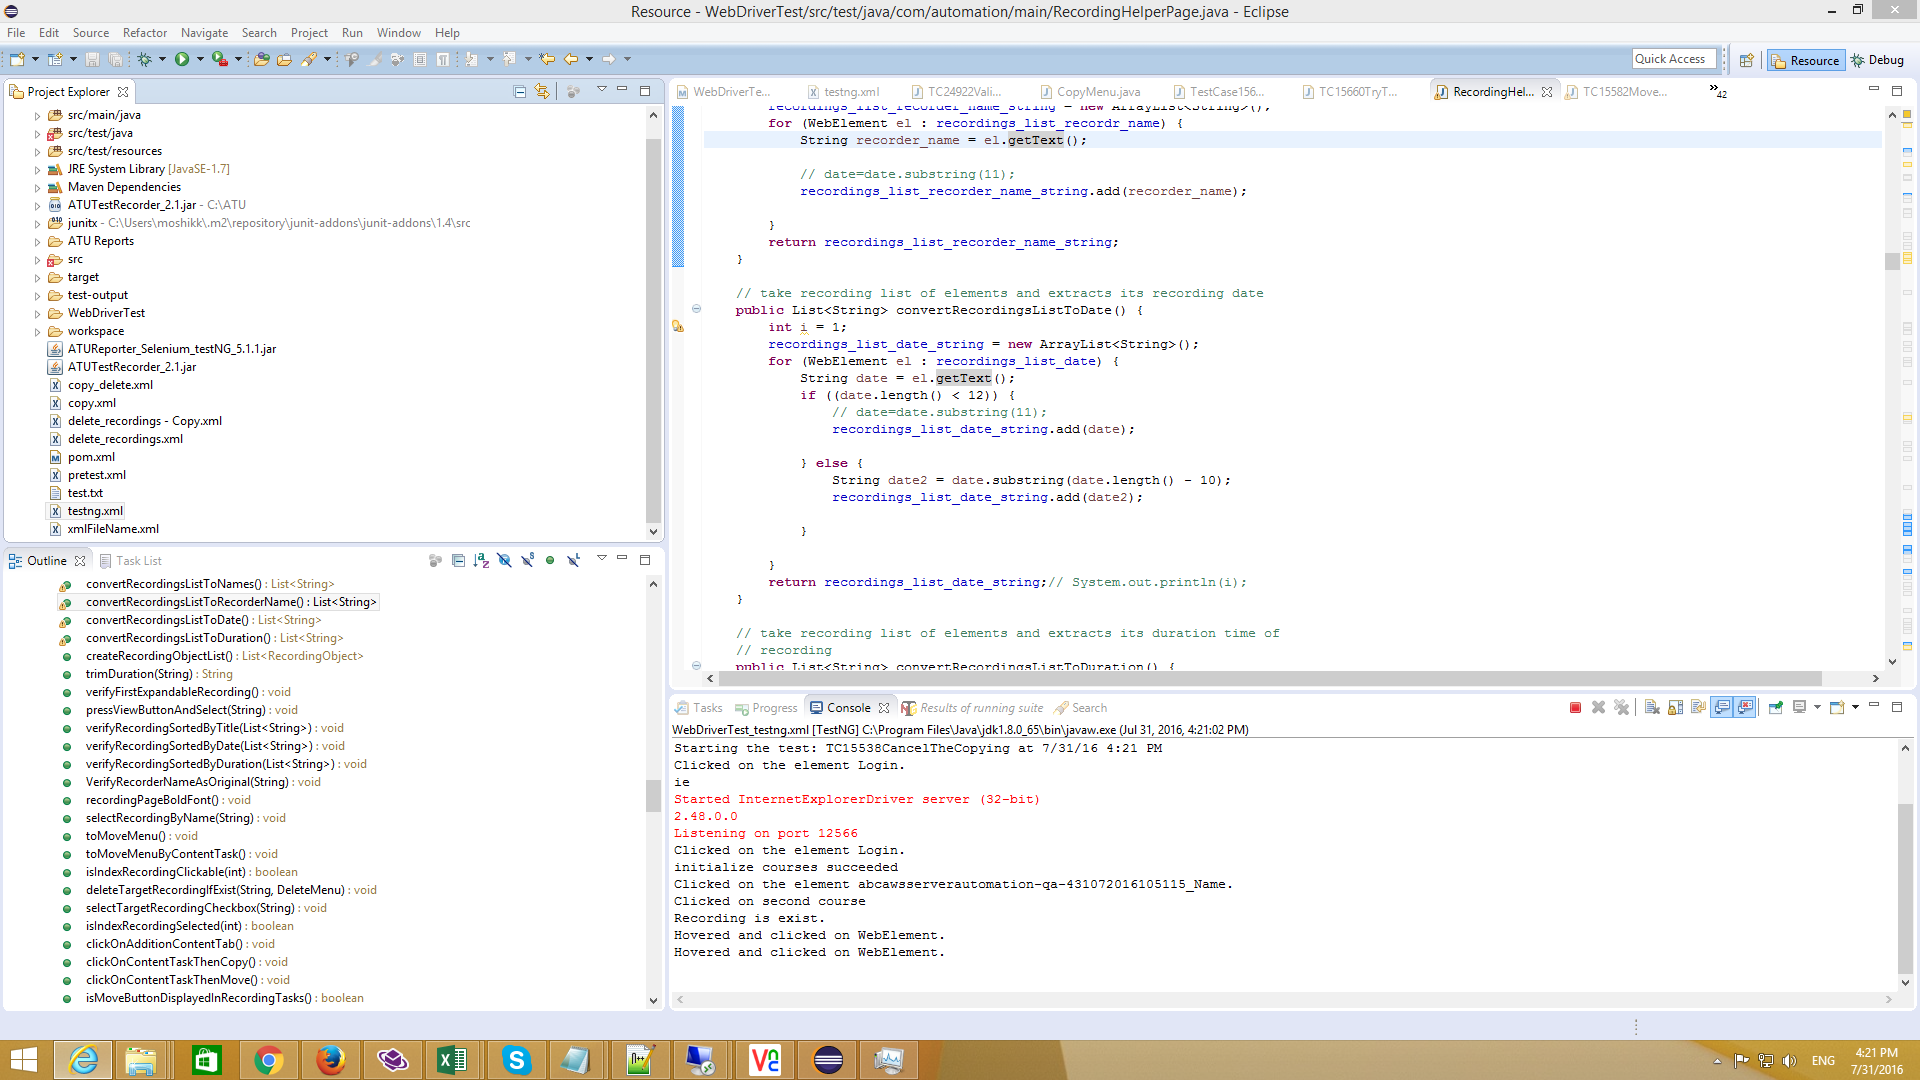 Resource - WebDriverTest/src/test/java/com/automation/main/RecordingHelperPage.java - Eclipse
File Edit Source Refactor Navigate Search Project Run Window Help
Quick Access
Resource
Debug
Project Explorer
src/main/java
src/test/java
src/test/resources
JRE System Library [JavaSE-1.7]
Maven Dependencies
ATUTestRecorder_2.1.jar - C:\ATU
junitx - C:\Users\moshikk\.m2\repository\junit-addons\junit-addons\1.4\src
ATU Reports
src
target
test-output
WebDriverTest
workspace
ATUReporter_Selenium_testNG_5.1.1.jar
ATUTestRecorder_2.1.jar
copy_delete.xml
copy.xml
delete_recordings - Copy.xml
delete_recordings.xml
pom.xml
pretest.xml
test.txt
testng.xml
xmlFileName.xml
Outline
Task List
convertRecordingsListToNames() : List<String>
convertRecordingsListToRecorderName() : List<String>
convertRecordingsListToDate() : List<String>
convertRecordingsListToDuration() : List<String>
createRecordingObjectList() : List<RecordingObject>
trimDuration(String) : String
verifyFirstExpandableRecording() : void
pressViewButtonAndSelect(String) : void
verifyRecordingSortedByTitle(List<String>) : void
verifyRecordingSortedByDate(List<String>) : void
verifyRecordingSortedByDuration(List<String>) : void
VerifyRecorderNameAsOriginal(String) : void
recordingPageBoldFont() : void
selectRecordingByName(String) : void
toMoveMenu() : void
toMoveMenuByContentTask() : void
isIndexRecordingClickable(int) : boolean
deleteTargetRecordingIfExist(String, DeleteMenu) : void
selectTargetRecordingCheckbox(String) : void
isIndexRecordingSelected(int) : boolean
clickOnAdditionContentTab() : void
clickOnContentTaskThenCopy() : void
clickOnContentTaskThenMove() : void
isMoveButtonDisplayedInRecordingTasks() : boolean
WebDriverTe...
testng.xml
TC24922Vali...
CopyMenu.java
TestCase156...
TC15660TryT...
RecordingHel...
TC15582Move...
42
recordings_list_recorder_name_string = new ArrayList<String>();
for (WebElement el : recordings_list_recordr_name) {
String recorder_name = el.getText();
// date=date.substring(11);
recordings_list_recorder_name_string.add(recorder_name);
}
return recordings_list_recorder_name_string;
}
// take recording list of elements and extracts its recording date
public List<String> convertRecordingsListToDate() {
int i = 1;
recordings_list_date_string = new ArrayList<String>();
for (WebElement el : recordings_list_date) {
String date = el.getText();
if ((date.length() < 12)) {
// date=date.substring(11);
recordings_list_date_string.add(date);
} else {
String date2 = date.substring(date.length() - 10);
recordings_list_date_string.add(date2);
}
}
return recordings_list_date_string;// System.out.println(i);
}
// take recording list of elements and extracts its duration time of
// recording
public List<String> convertRecordingsListToDuration() {
Tasks
Progress
Console
Results of running suite
Search
WebDriverTest_testng.xml [TestNG] C:\Program Files\Java\jdk1.8.0_65\bin\javaw.exe (Jul 31, 2016, 4:21:02 PM)
Starting the test: TC15538CancelTheCopying at 7/31/16 4:21 PM
Clicked on the element Login.
ie
Started InternetExplorerDriver server (32-bit)
2.48.0.0
Listening on port 12566
Clicked on the element Login.
initialize courses succeeded
Clicked on the element abcawsserverautomation-qa-431072016105115_Name.
Clicked on second course
Recording is exist.
Hovered and clicked on WebElement.
Hovered and clicked on WebElement.
ENG
4:21 PM
7/31/2016